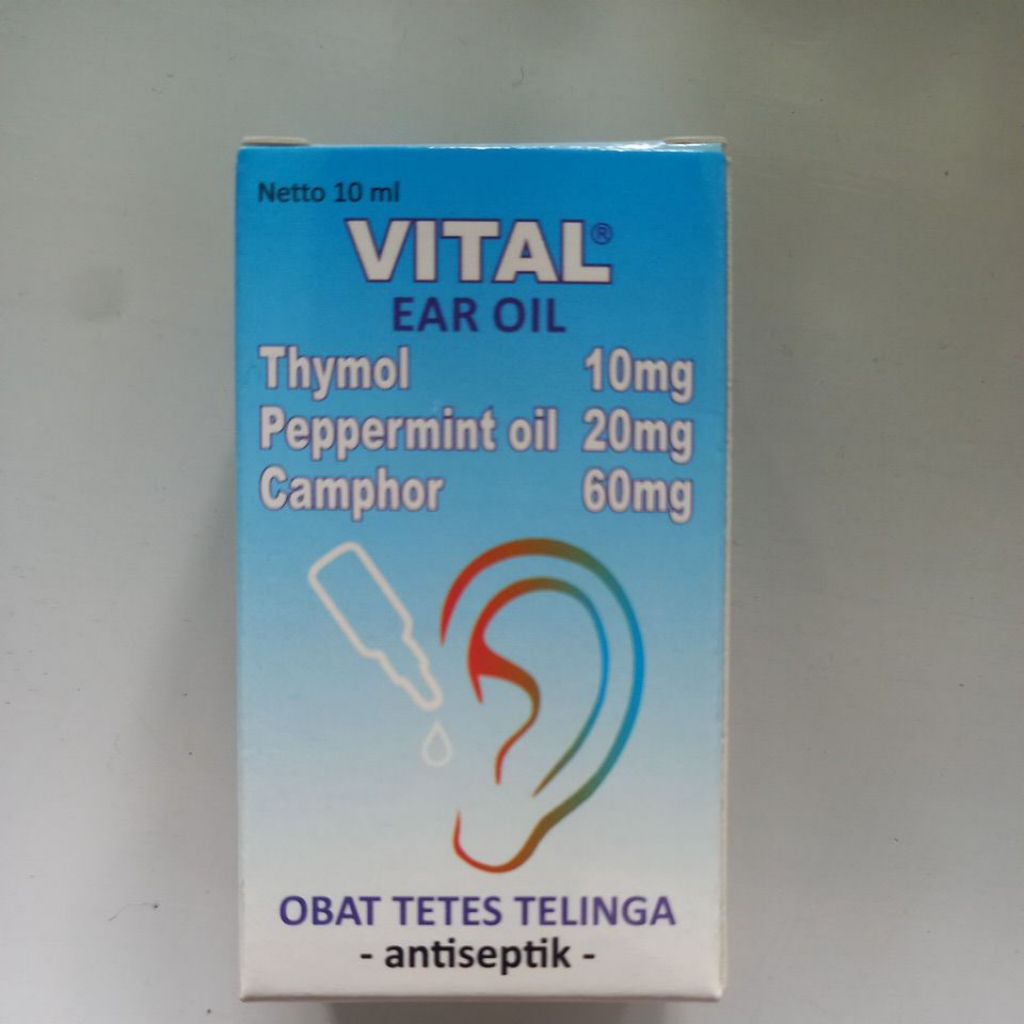 Netto 10 ml
VITAL®
EAR OIL
Thymol 10mg
Peppermint oil 20mg
Camphor 60mg
OBAT TETES TELINGA
- antiseptik -